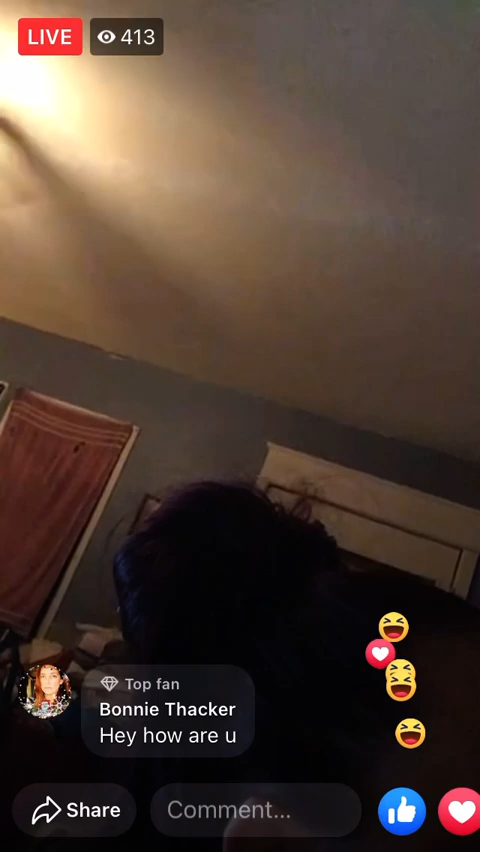 LIVE 413
Top fan
Bonnie Thacker
Hey how are u
Share Comment...